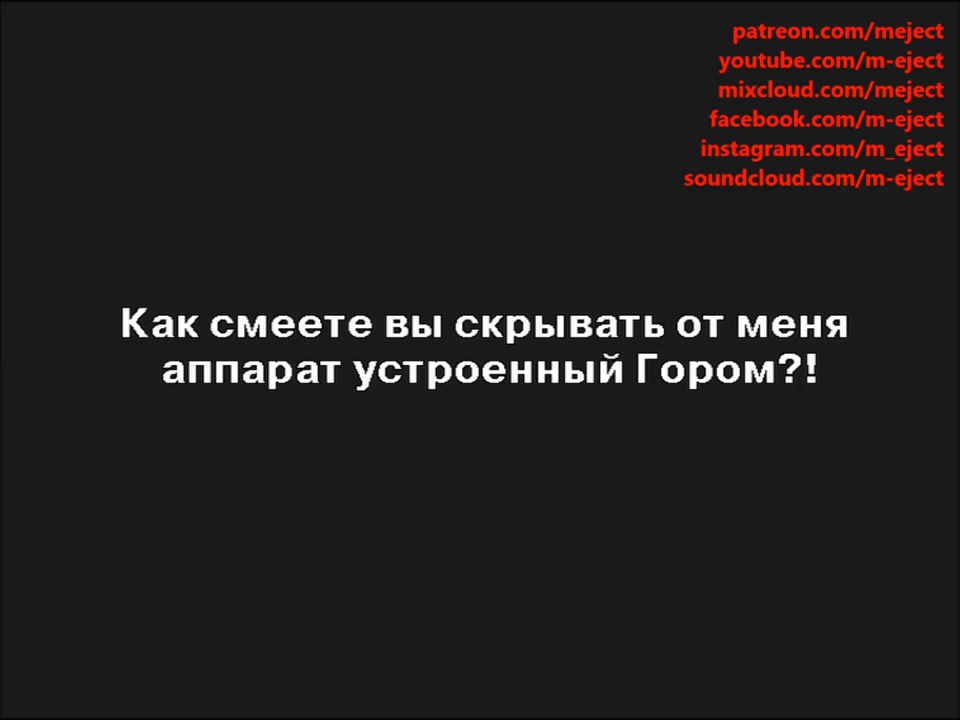 patreon.com/meject
youtube.com/m-eject
mixcloud.com/meject
facebook.com/m-eject
instagram.com/m_eject
soundcloud.com/m-eject
Как смеете вы скрывать от меня
аппарат устроенный Гором?!